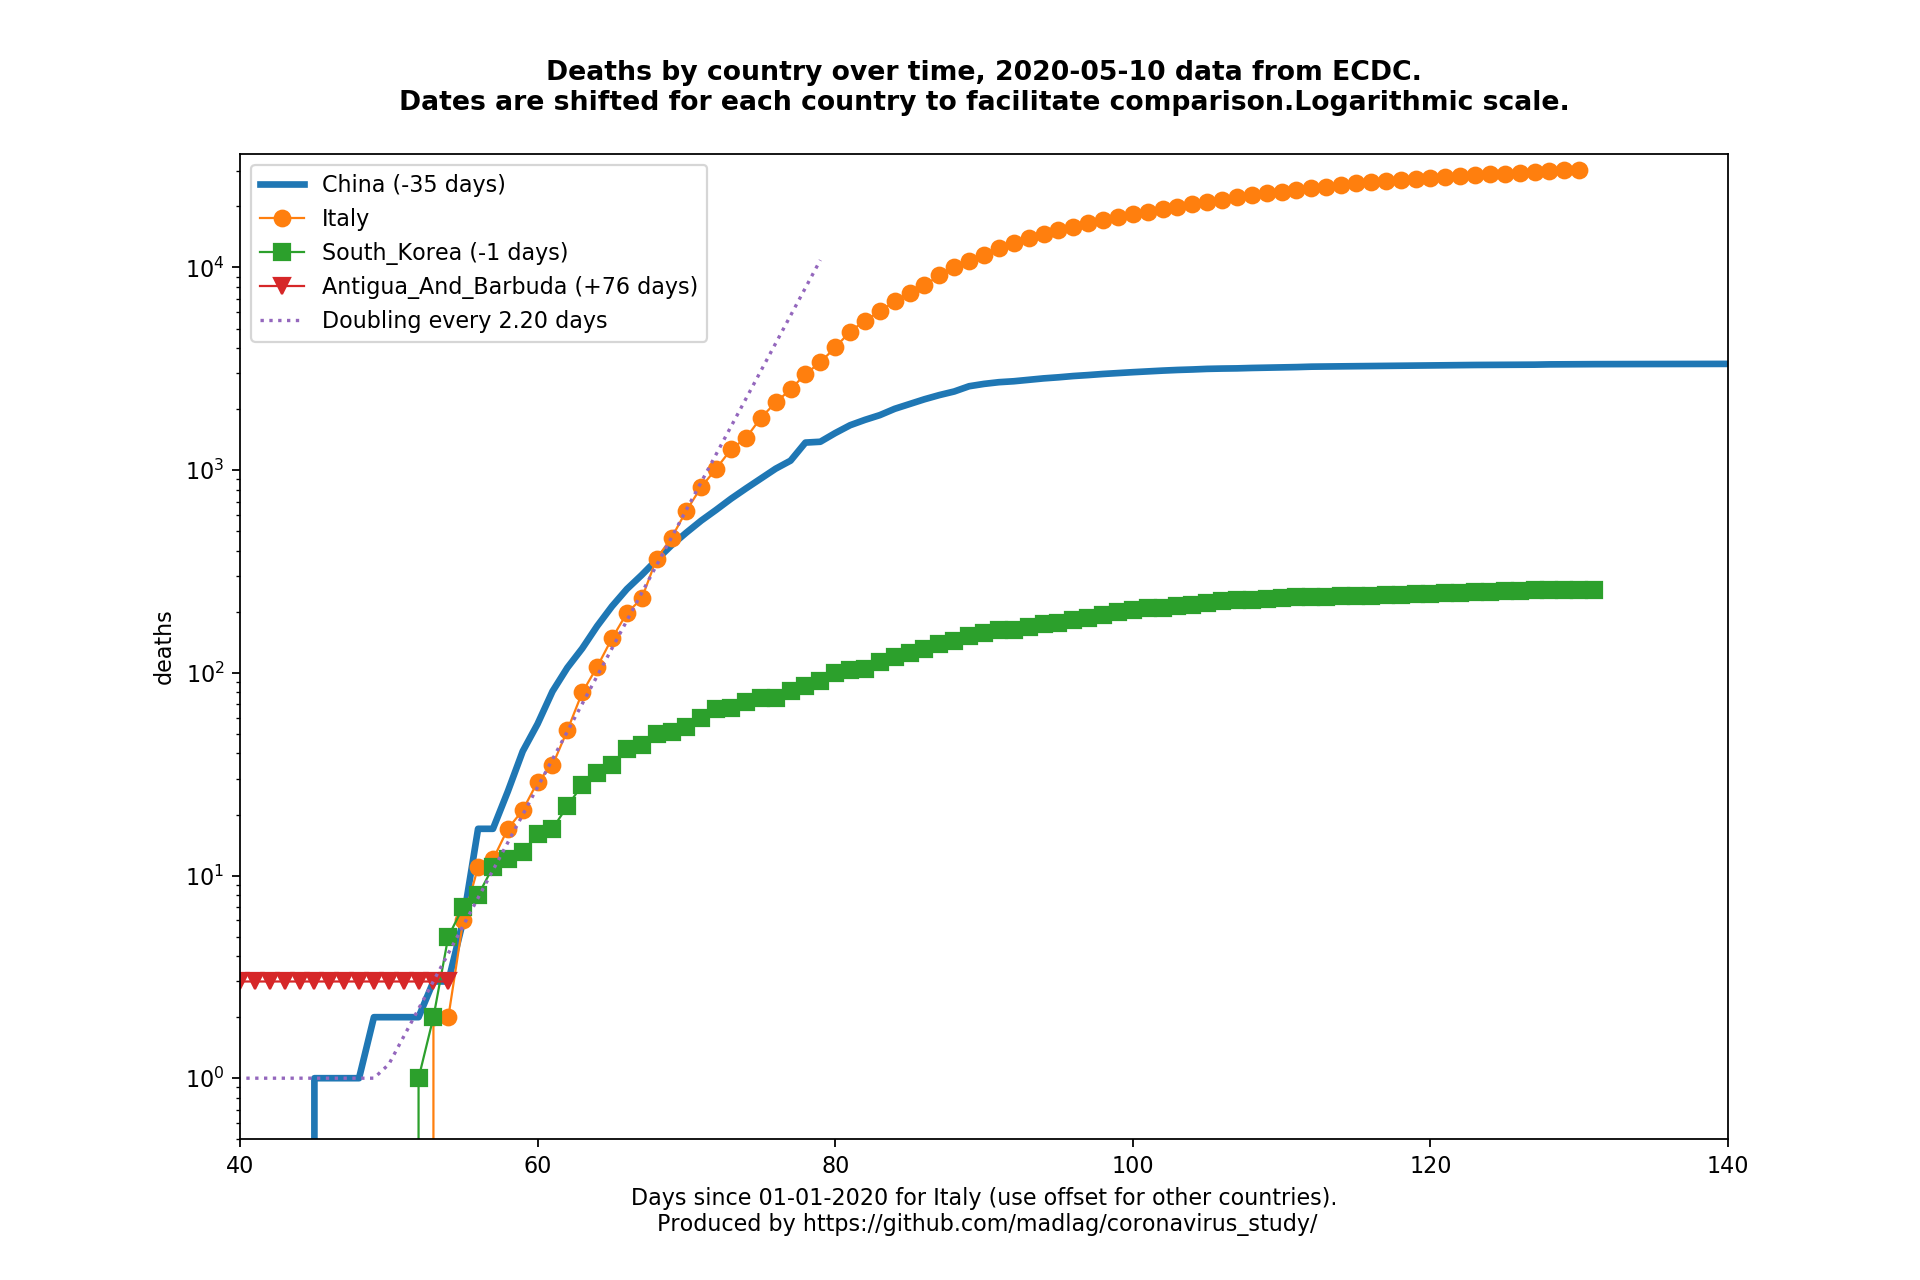 Deaths by country over time, 2020-05-10 data from ECDC.
Dates are shifted for each country to facilitate comparison.Logarithmic scale.
China (-35 days)
Italy
South_Korea (-1 days)
Antigua_And_Barbuda (+76 days)
Doubling every 2.20 days
deaths
10⁴
10³
10²
10¹
10⁰
40 60 80 100 120 140
Days since 01-01-2020 for Italy (use offset for other countries).
Produced by https://github.com/madlag/coronavirus_study/